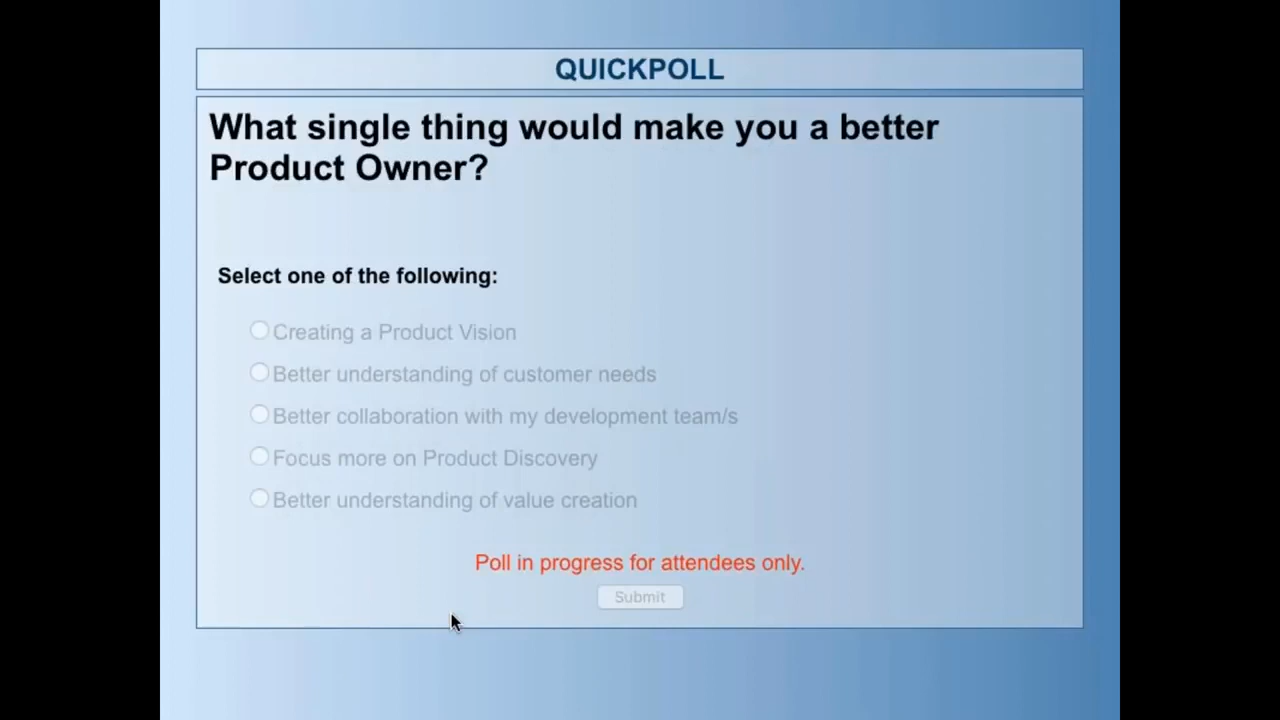 QUICKPOLL
What single thing would make you a better
Product Owner?
Select one of the following:
Creating a Product Vision
Better understanding of customer needs
Better collaboration with my development team/s
Focus more on Product Discovery
Better understanding of value creation
Poll in progress for attendees only.
Submit